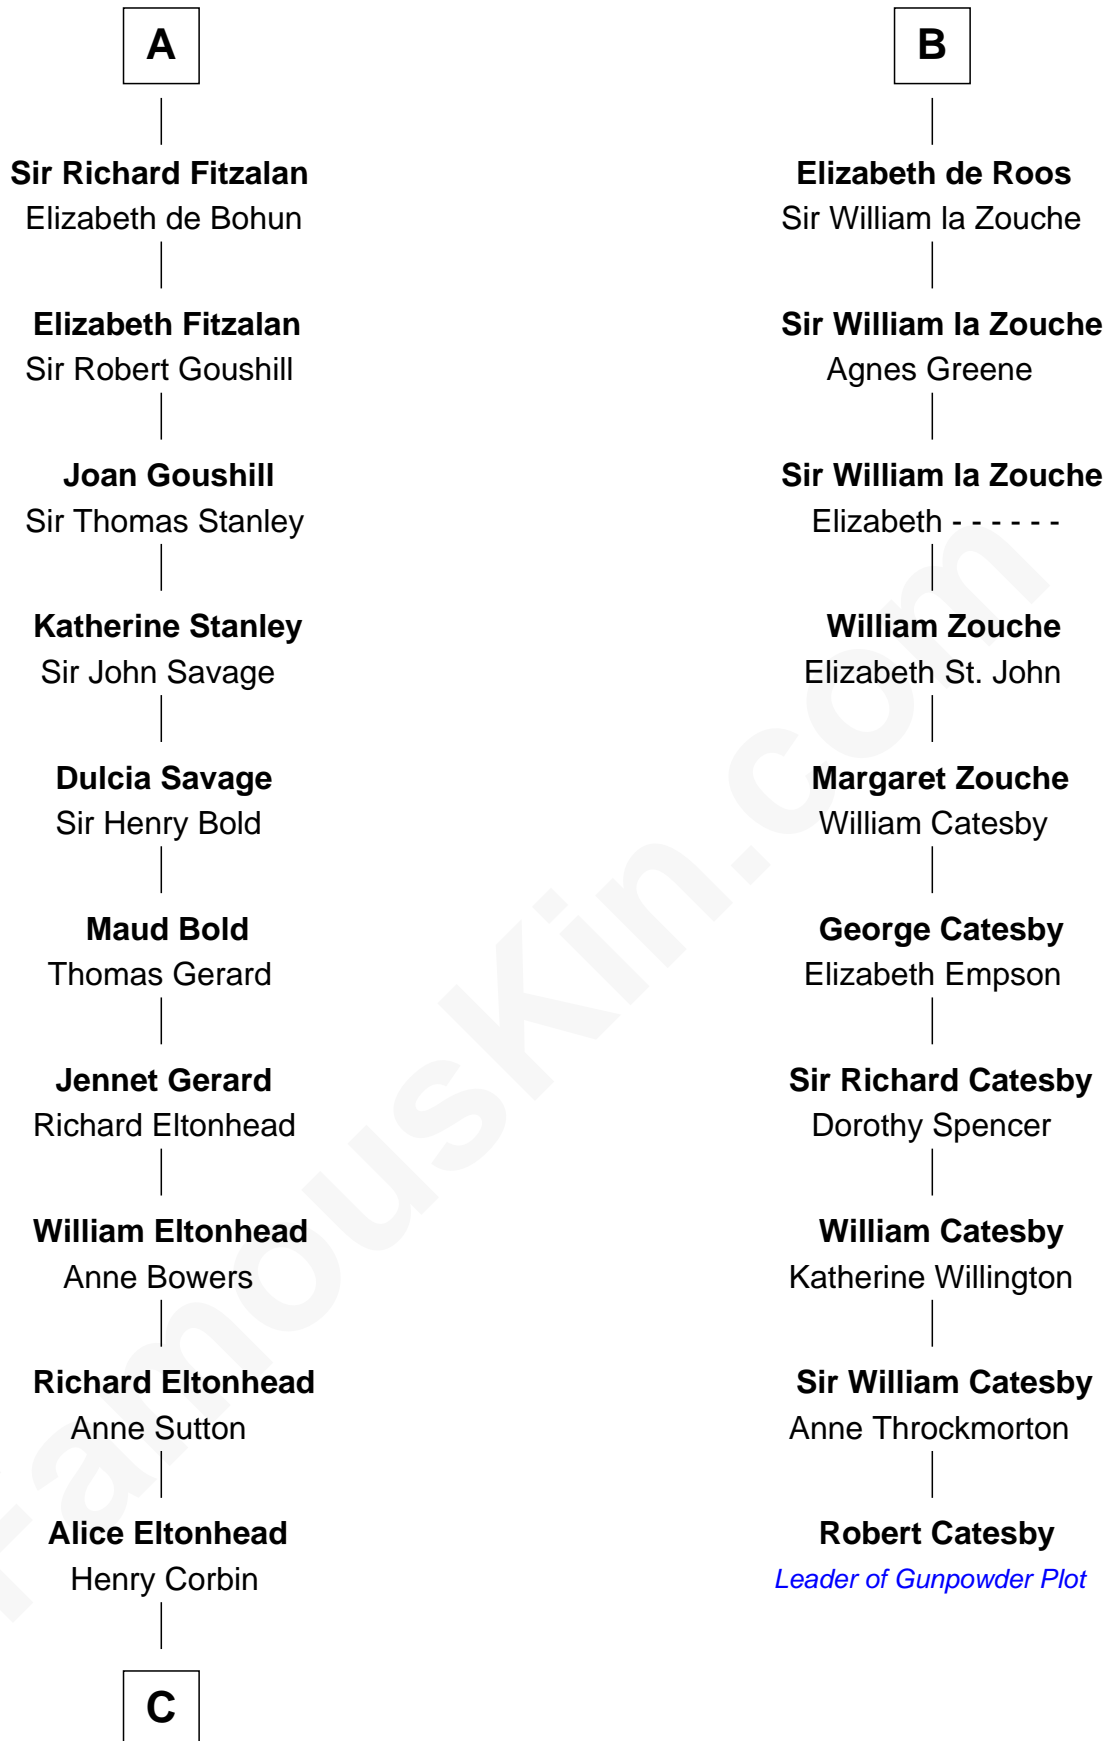 A
Sir Richard Fitzalan
Elizabeth de Bohun
Elizabeth Fitzalan
Sir Robert Goushill
Joan Goushill
Sir Thomas Stanley
Katherine Stanley
Sir John Savage
Dulcia Savage
Sir Henry Bold
Maud Bold
Thomas Gerard
Jennet Gerard
Richard Eltonhead
William Eltonhead
Anne Bowers
Richard Eltonhead
Anne Sutton
Alice Eltonhead
Henry Corbin
C
B
Elizabeth de Roos
Sir William la Zouche
Sir William la Zouche
Agnes Greene
Sir William la Zouche
Elizabeth - - - - - -
William Zouche
Elizabeth St. John
Margaret Zouche
William Catesby
George Catesby
Elizabeth Empson
Sir Richard Catesby
Dorothy Spencer
William Catesby
Katherine Willington
Sir William Catesby
Anne Throckmorton
Robert Catesby
Leader of Gunpowder Plot
FamousKin.com